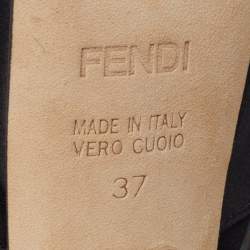 FENDI
MADE IN ITALY
VERO CUOIO
37